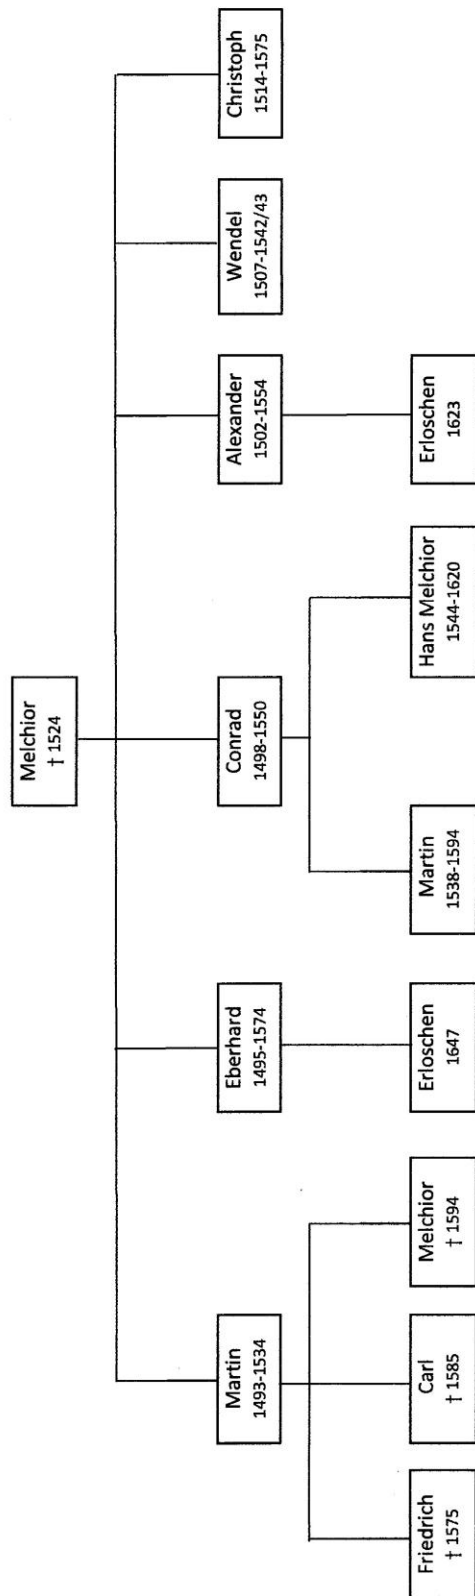 Melchior
† 1524
Martin
1493-1534
Eberhard
1495-1574
Conrad
1498-1550
Alexander
1502-1554
Wendel
1507-1542/43
Christoph
1514-1575
Friedrich
† 1575
Carl
† 1585
Melchior
† 1594
Erloschen
1647
Martin
1538-1594
Hans Melchior
1544-1620
Erloschen
1623